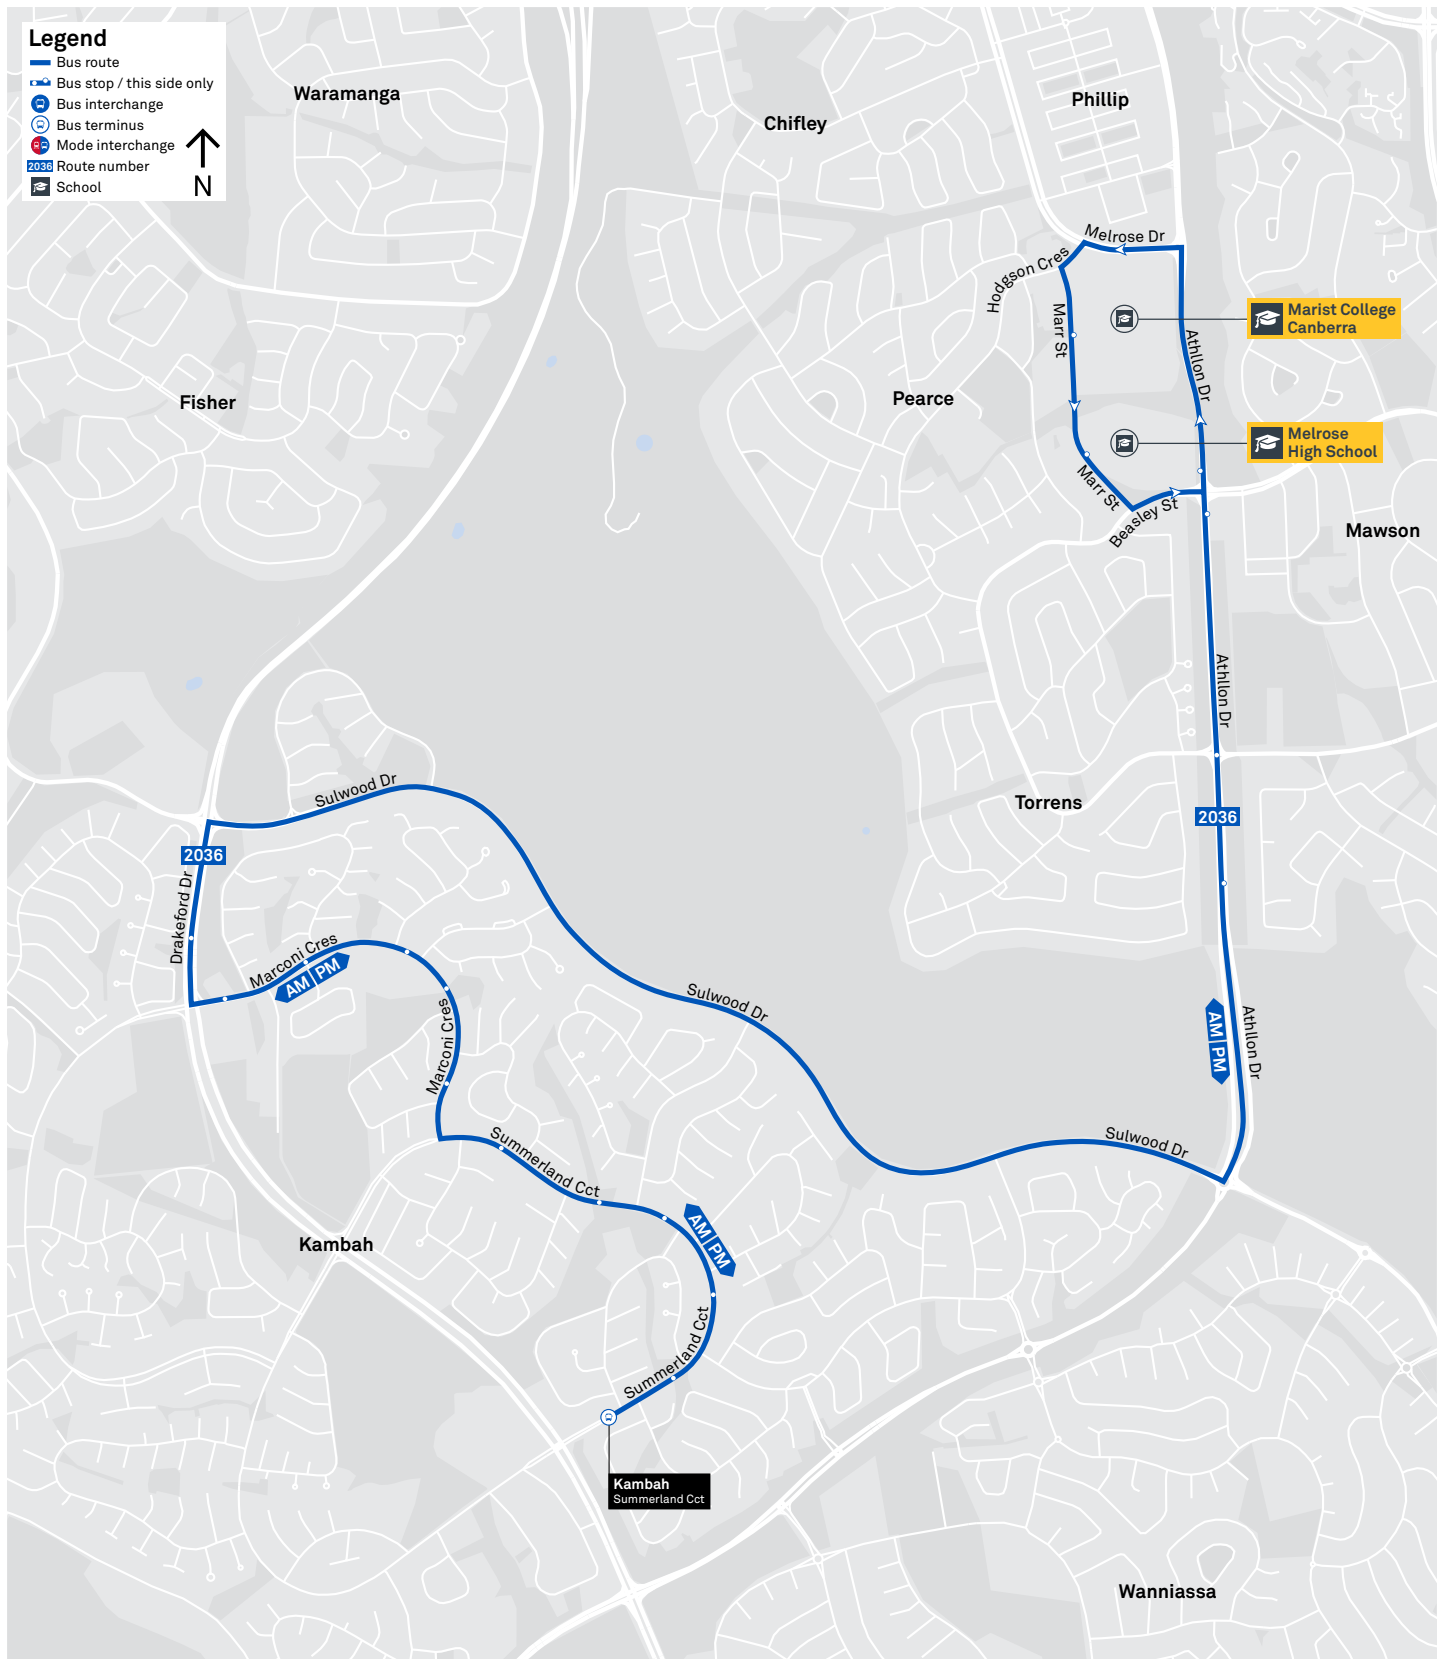 Legend
Bus route
Bus stop / this side only
Bus interchange
Bus terminus
Mode interchange
2036 Route number
School
N
Waramanga
Chifley
Phillip
Melrose Dr
Hodgson Cres
Marr St
Athllon Dr
Marist College
Canberra
Fisher
Pearce
Melrose
High School
Marr St
Beasley St
Mawson
Athllon Dr
Sulwood Dr
Torrens
2036
2036
Drakeford Dr
Marconi Cres
AM PM
Marconi Cres
Sulwood Dr
AM PM
Athllon Dr
Summerland Cct
Sulwood Dr
AM PM
Kambah
Summerland Cct
Kambah
Summerland Cct
Wanniassa